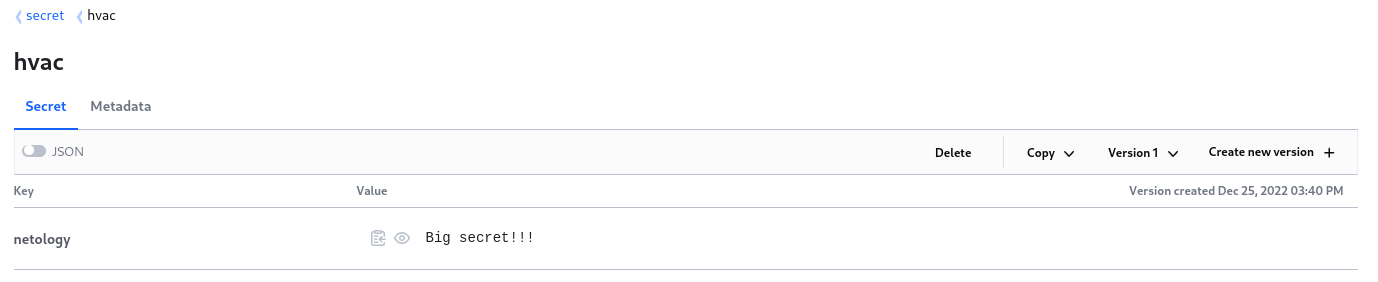 secret hvac
hvac
Secret Metadata
JSON Delete Copy Version 1 Create new version
Key Value Version created Dec 25, 2022 03:40 PM
netology Big secret!!!